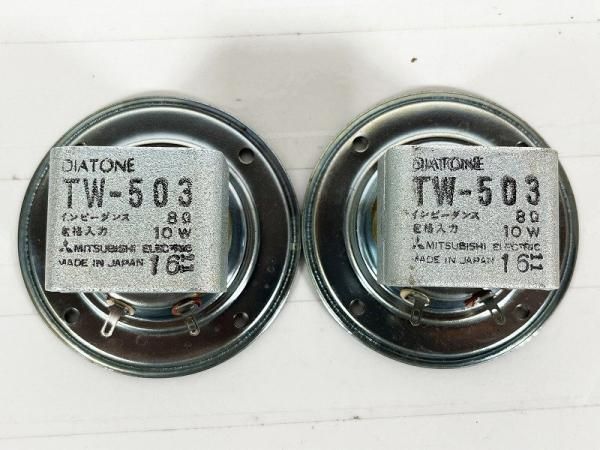 DIATONE
TW-503
インピーダンス 8Ω
定格入力 10W
MITSUBISHI ELECTRIC
MADE IN JAPAN 16
DIATONE
TW-503
インピーダンス 8Ω
定格入力 10W
MITSUBISHI ELECTRIC
MADE IN JAPAN 16